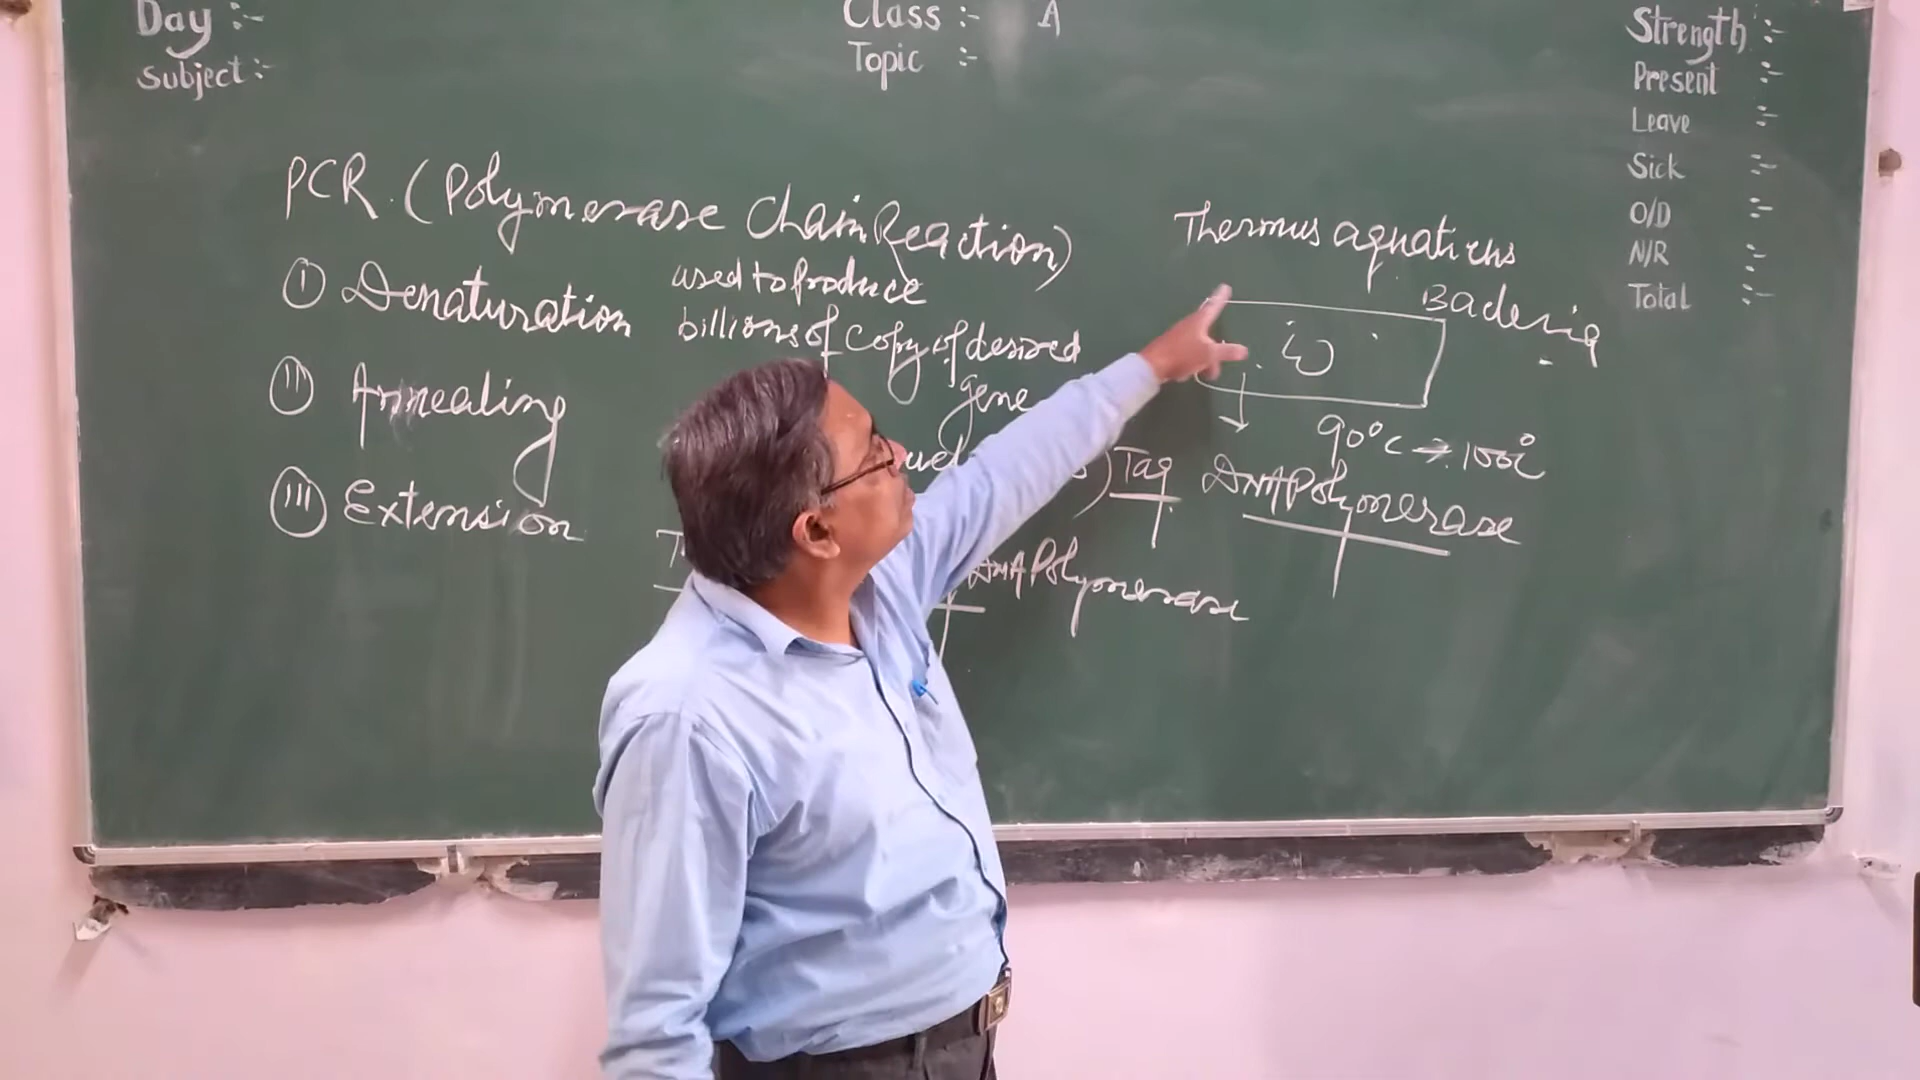 Day :-
Subject :-
Class :- A
Topic :-
Strength :-
Present :-
Leave :-
Sick :-
O/D :-
N/R :-
Total :-
PCR. (Polymerase Chain Reaction)
I Denaturation
II Annealing
III Extension
used to produce
billions of copy of desired
gene
DNA Polymerase
Thermus aquaticus
Bacteria
90°C → 100°C
Taq DNA Polymerase